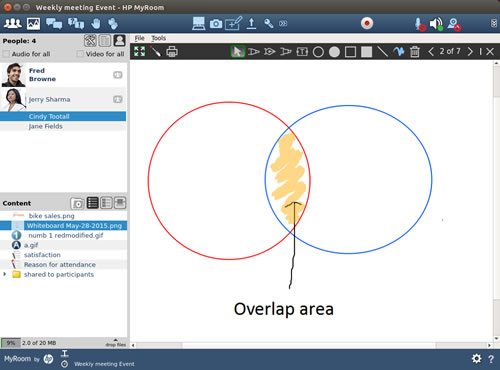 Weekly meeting Event - HP MyRoom
People: 4
Audio for all
Video for all
Fred
Browne
Jerry Sharma
Cindy Tootall
Jane Fields
Content
bike sales.png
Whiteboard May-28-2015.png
1
numb 1 redmodified.gif
A
a.gif
satisfaction
Reason for attendance
shared to participants
9%
2.0 of 20 MB
drop files
File Tools
2 of 7
Overlap area
MyRoom by hp
Weekly meeting Event
?